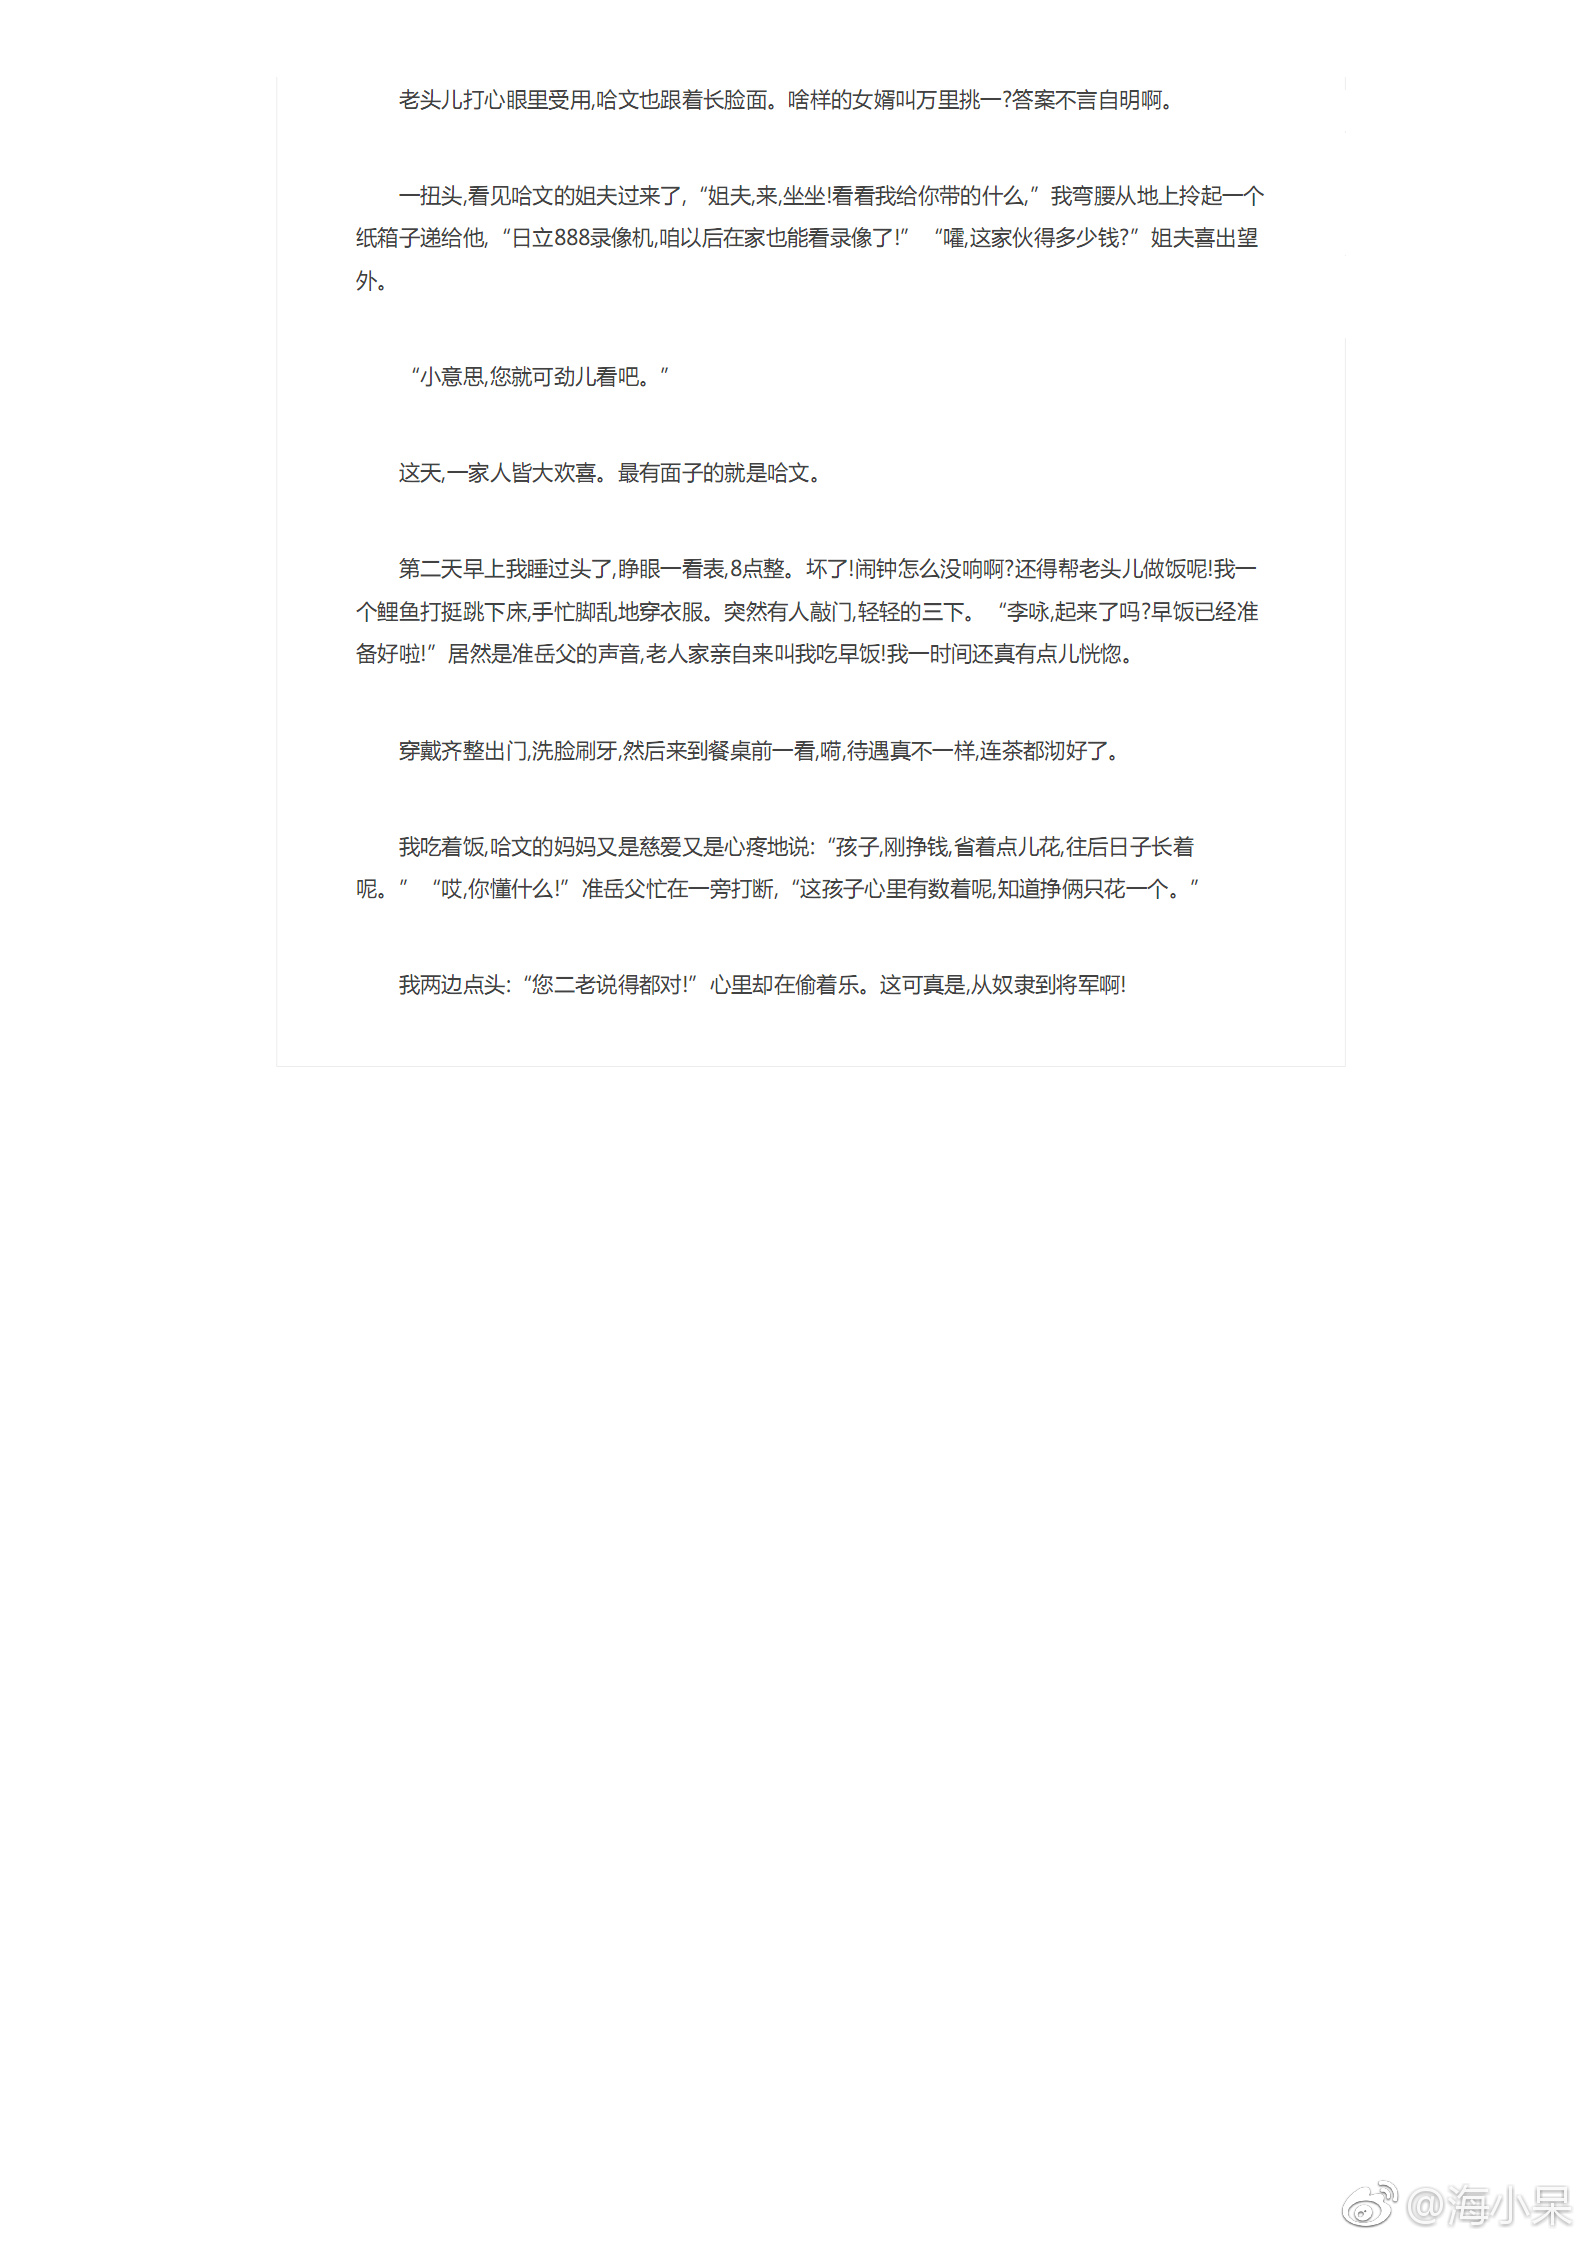 老头儿打心眼里受用,哈文也跟着长脸面。啥样的女婿叫万里挑一?答案不言自明啊。
一扭头,看见哈文的姐夫过来了,“姐夫,来,坐坐!看看我给你带的什么,”我弯腰从地上拎起一个
纸箱子递给他,“日立888录像机,咱以后在家也能看录像了!”“嚯,这家伙得多少钱?”姐夫喜出望
外。
“小意思,您就可劲儿看吧。”
这天,一家人皆大欢喜。最有面子的就是哈文。
第二天早上我睡过头了,睁眼一看表,8点整。坏了!闹钟怎么没响啊?还得帮老头儿做饭呢!我一
个鲤鱼打挺跳下床,手忙脚乱地穿衣服。突然有人敲门,轻轻的三下。“李咏,起来了吗?早饭已经准
备好啦!”居然是准岳父的声音,老人家亲自来叫我吃早饭!我一时间还真有点儿恍惚。
穿戴齐整出门,洗脸刷牙,然后来到餐桌前一看,嗬,待遇真不一样,连茶都沏好了。
我吃着饭,哈文的妈妈又是慈爱又是心疼地说:“孩子,刚挣钱,省着点儿花,往后日子长着
呢。”“哎,你懂什么!”准岳父忙在一旁打断,“这孩子心里有数着呢,知道挣俩只花一个。”
我两边点头:“您二老说得都对!”心里却在偷着乐。这可真是,从奴隶到将军啊!
@海小呆